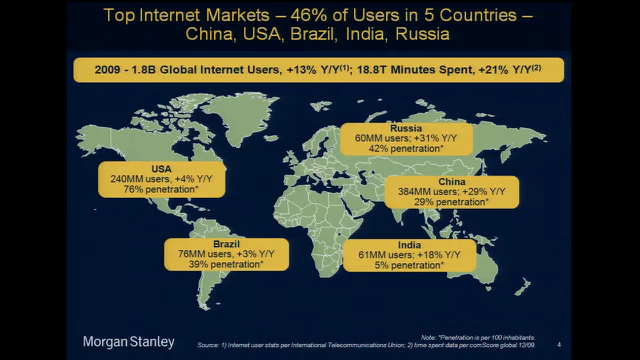 Top Internet Markets – 46% of Users in 5 Countries –
China, USA, Brazil, India, Russia
2009 - 1.8B Global Internet Users, +13% Y/Y(1); 18.8T Minutes Spent, +21% Y/Y(2)
Russia
60MM users; +31% Y/Y
42% penetration*
USA
240MM users, +4% Y/Y
76% penetration*
China
384MM users; +29% Y/Y
29% penetration*
Brazil
76MM users, +3% Y/Y
39% penetration*
India
61MM users, +18% Y/Y
5% penetration*
Morgan Stanley
Note: *Penetration is per 100 inhabitants.
Source: 1) Internet user stats per International Telecommunications Union; 2) time spent data per comScore global 12/09.
4